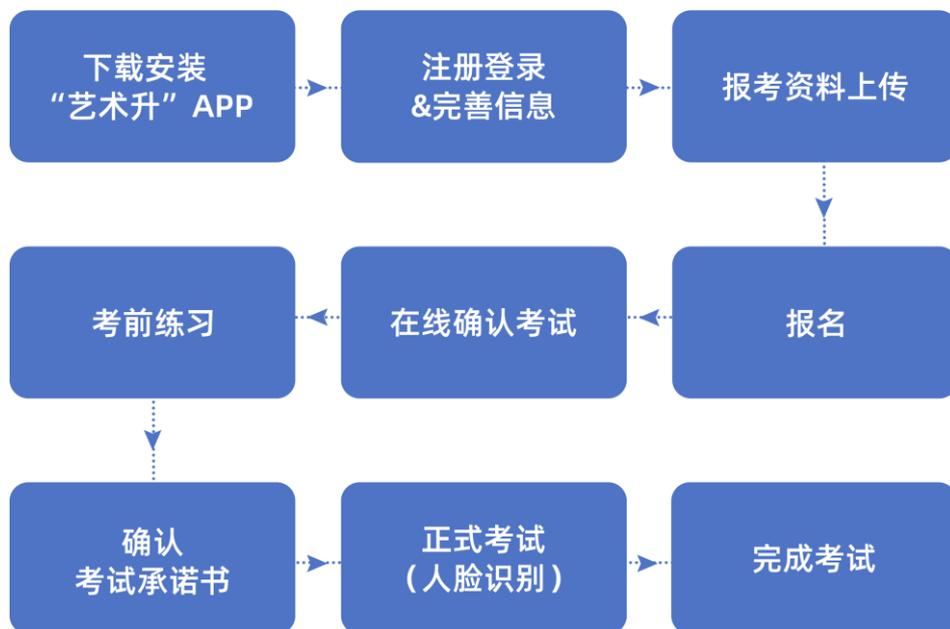 下载安装
“艺术升”APP
注册登录
&完善信息
报考资料上传
报名
在线确认考试
考前练习
确认
考试承诺书
正式考试
（人脸识别）
完成考试